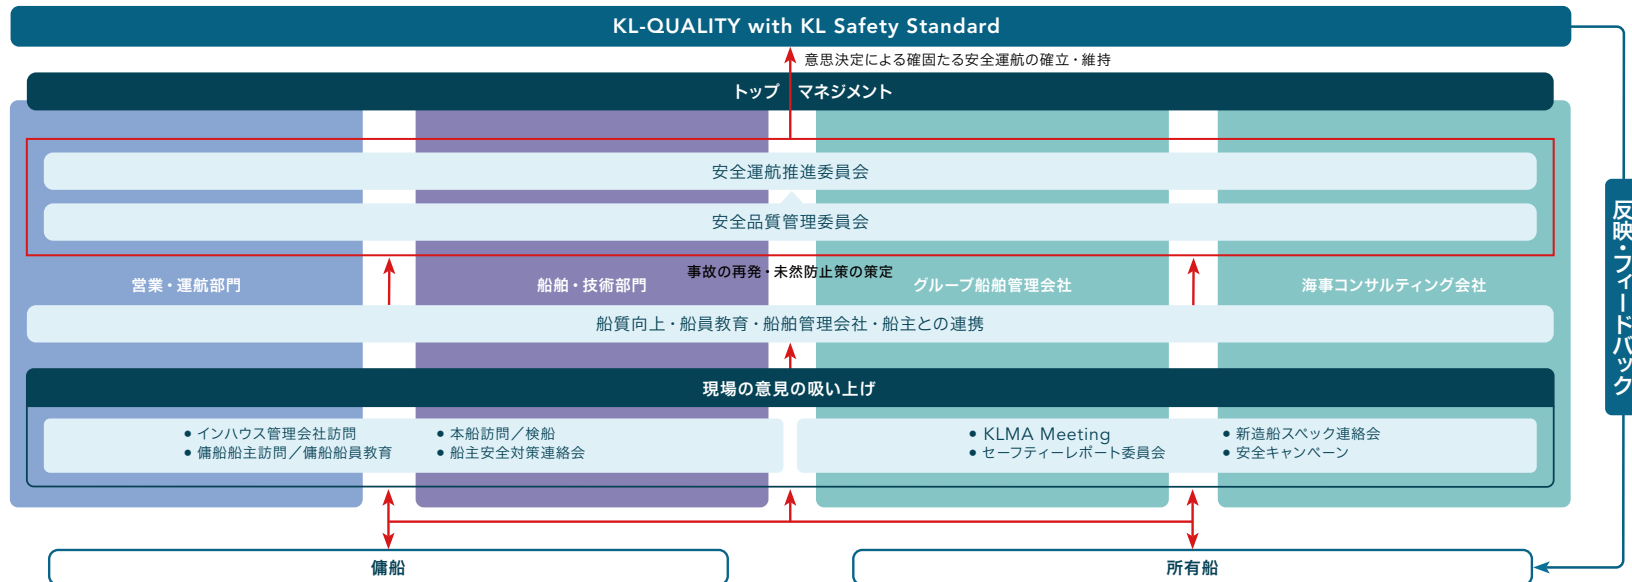 KL-QUALITY with KL Safety Standard
意思決定による確固たる安全運航の確立・維持
トップ マネジメント
安全運航推進委員会
安全品質管理委員会
事故の再発・未然防止策の策定
営業・運航部門
船舶・技術部門
グループ船舶管理会社
海事コンサルティング会社
船質向上・船員教育・船舶管理会社・船主との連携
現場の意見の吸い上げ
● インハウス管理会社訪問
● 傭船船主訪問／傭船船員教育
● 本船訪問／検船
● 船主安全対策連絡会
● KLMA Meeting
● セーフティーレポート委員会
● 新造船スペック連絡会
● 安全キャンペーン
傭船
所有船
反映・フィードバック